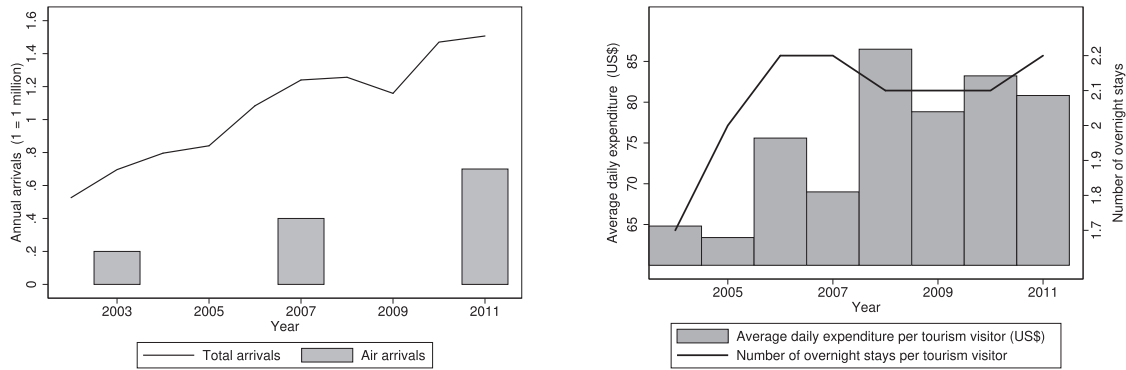 Annual arrivals (1 = 1 million)
1.6
1.4
1.2
1
.8
.6
.4
.2
0
2003 2005 2007 2009 2011
Year
Total arrivals Air arrivals
Average daily expenditure (US$)
85
80
75
70
65
2.2
2.1
2
1.9
1.8
1.7
Number of overnight stays
2005 2007 2009 2011
Year
Average daily expenditure per tourism visitor (US$)
Number of overnight stays per tourism visitor